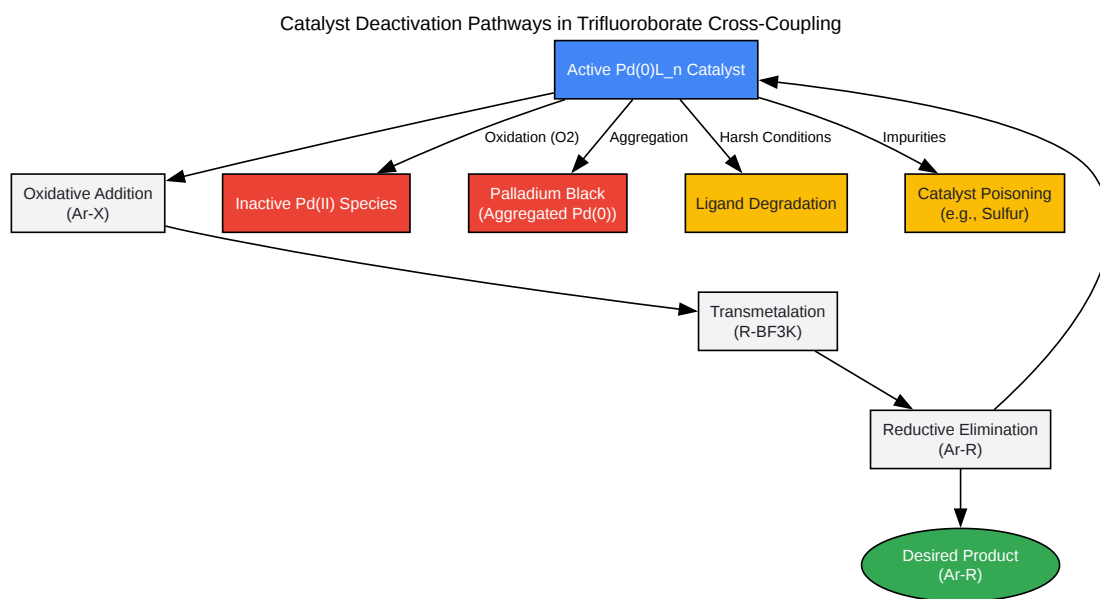 Catalyst Deactivation Pathways in Trifluoroborate Cross-Coupling
Active Pd(0)L_n Catalyst
Oxidation (O2)
Aggregation
Harsh Conditions
Impurities
Oxidative Addition
(Ar-X)
Inactive Pd(II) Species
Palladium Black
(Aggregated Pd(0))
Ligand Degradation
Catalyst Poisoning
(e.g., Sulfur)
Transmetalation
(R-BF3K)
Reductive Elimination
(Ar-R)
Desired Product
(Ar-R)